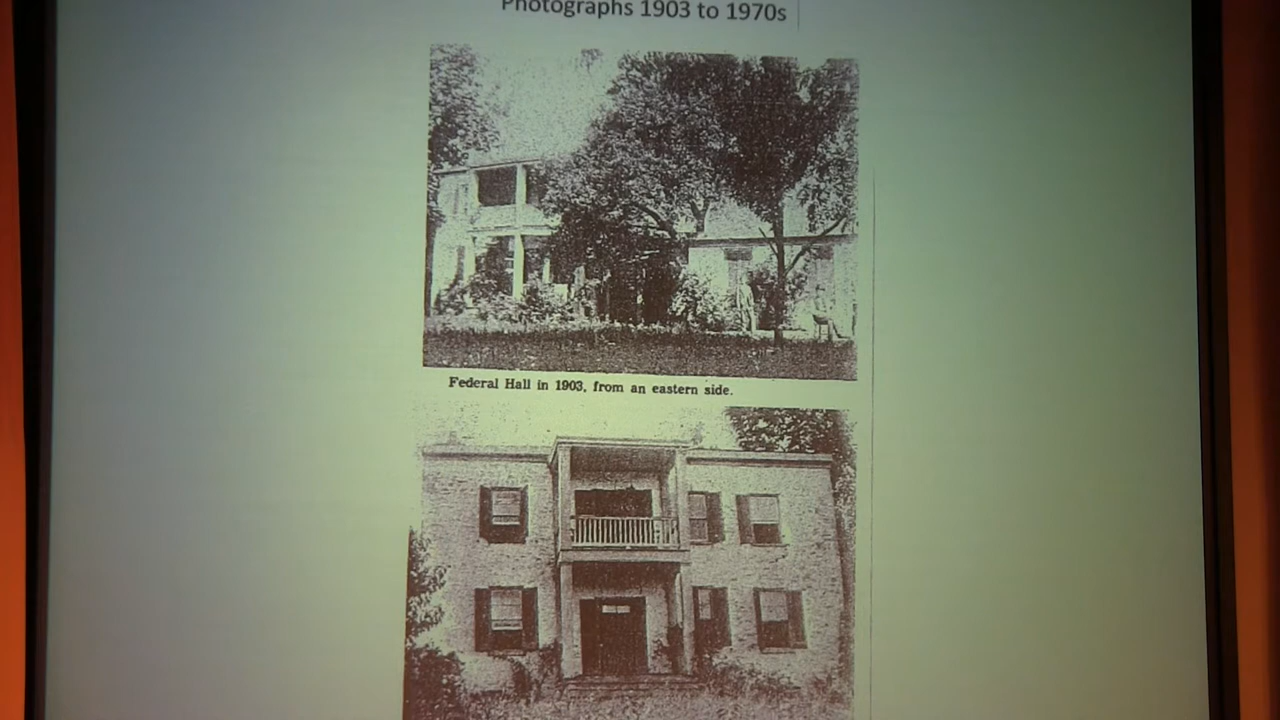 Photographs 1903 to 1970s
Federal Hall in 1903, from an eastern side.